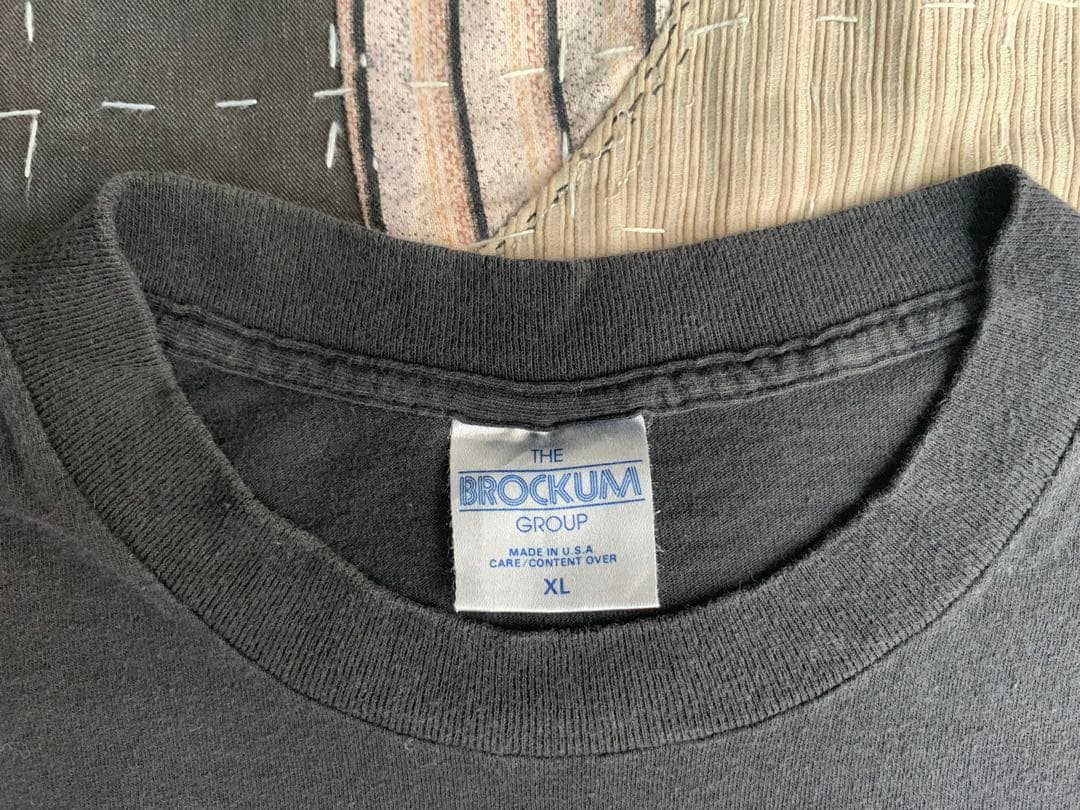 THE
BROCKUM
GROUP
MADE IN U.S.A
CARE/CONTENT OVER
XL